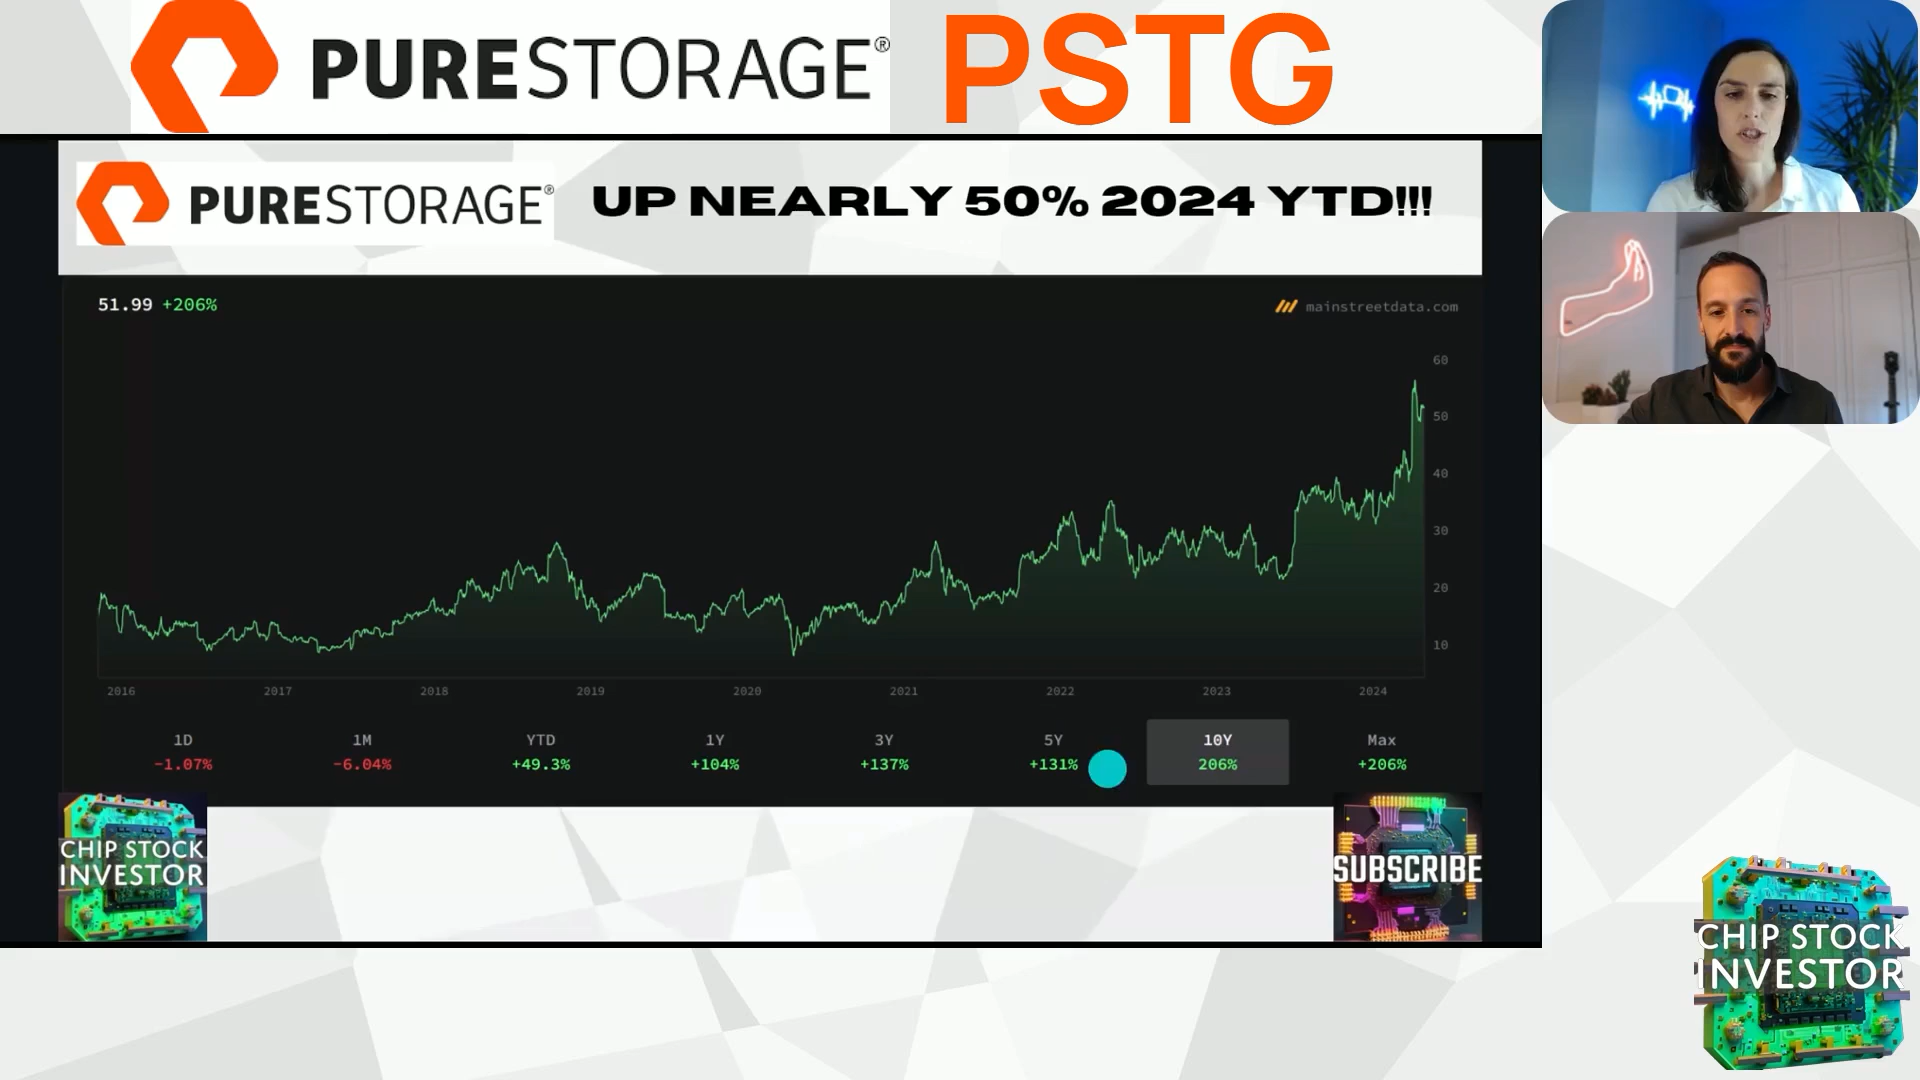 PURESTORAGE® PSTG
PURESTORAGE® UP NEARLY 50% 2024 YTD!!!
51.99 +206%
mainstreetdata.com
60
50
40
30
20
10
2016 2017 2018 2019 2020 2021 2022 2023 2024
1D 1M YTD 1Y 3Y 5Y 10Y Max
-1.07% -6.04% +49.3% +104% +137% +131% 206% +206%
CHIP STOCK
INVESTOR
SUBSCRIBE
CHIP STOCK
INVESTOR